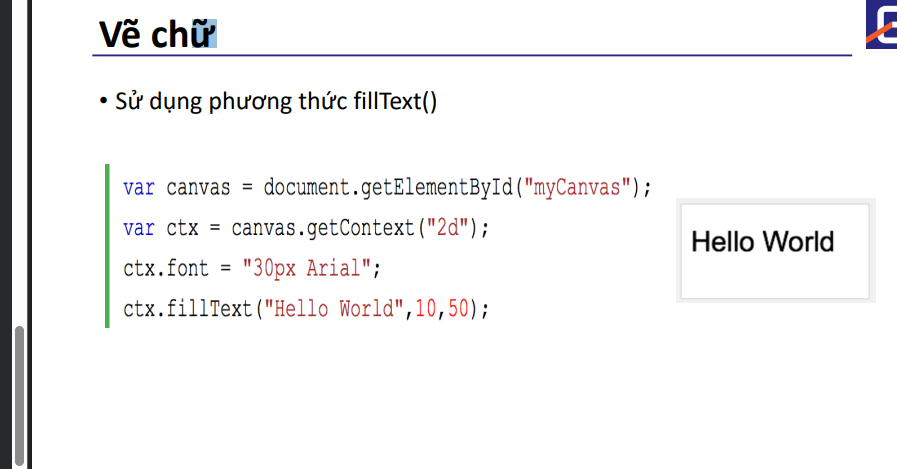 Vẽ chữ
• Sử dụng phương thức fillText()
var canvas = document.getElementById("myCanvas");
var ctx = canvas.getContext("2d");
ctx.font = "30px Arial";
ctx.fillText("Hello World",10,50);
Hello World